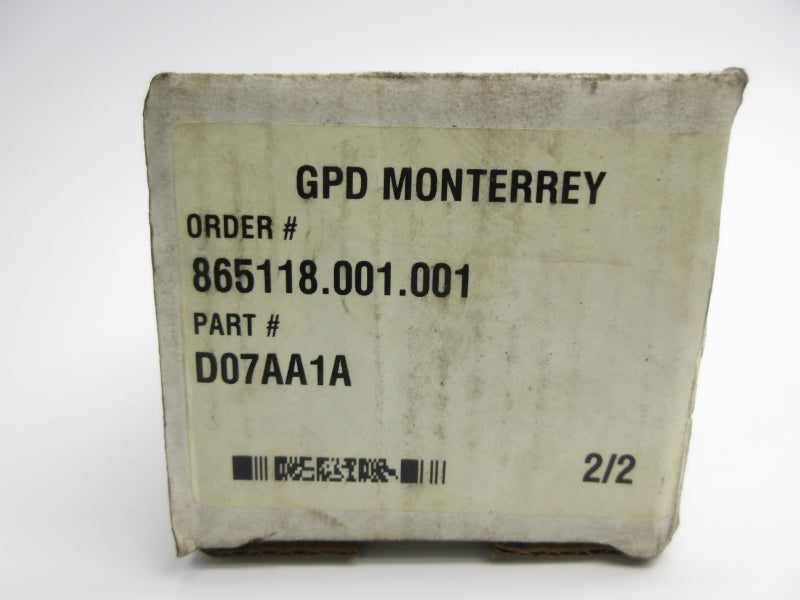 GPD MONTERREY
ORDER #
865118.001.001
PART #
D07AA1A
2/2